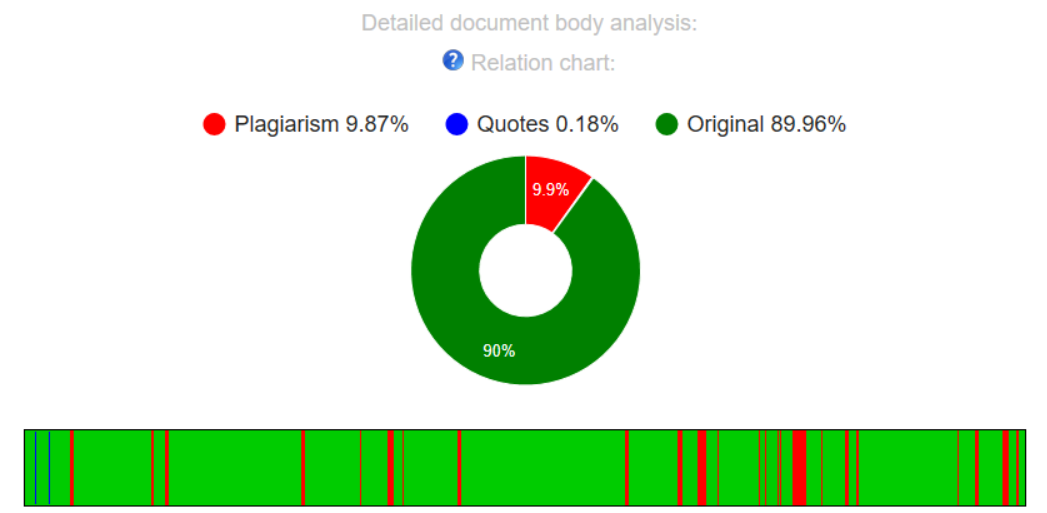 Detailed document body analysis:
? Relation chart:
Plagiarism 9.87% Quotes 0.18% Original 89.96%
9.9%
90%